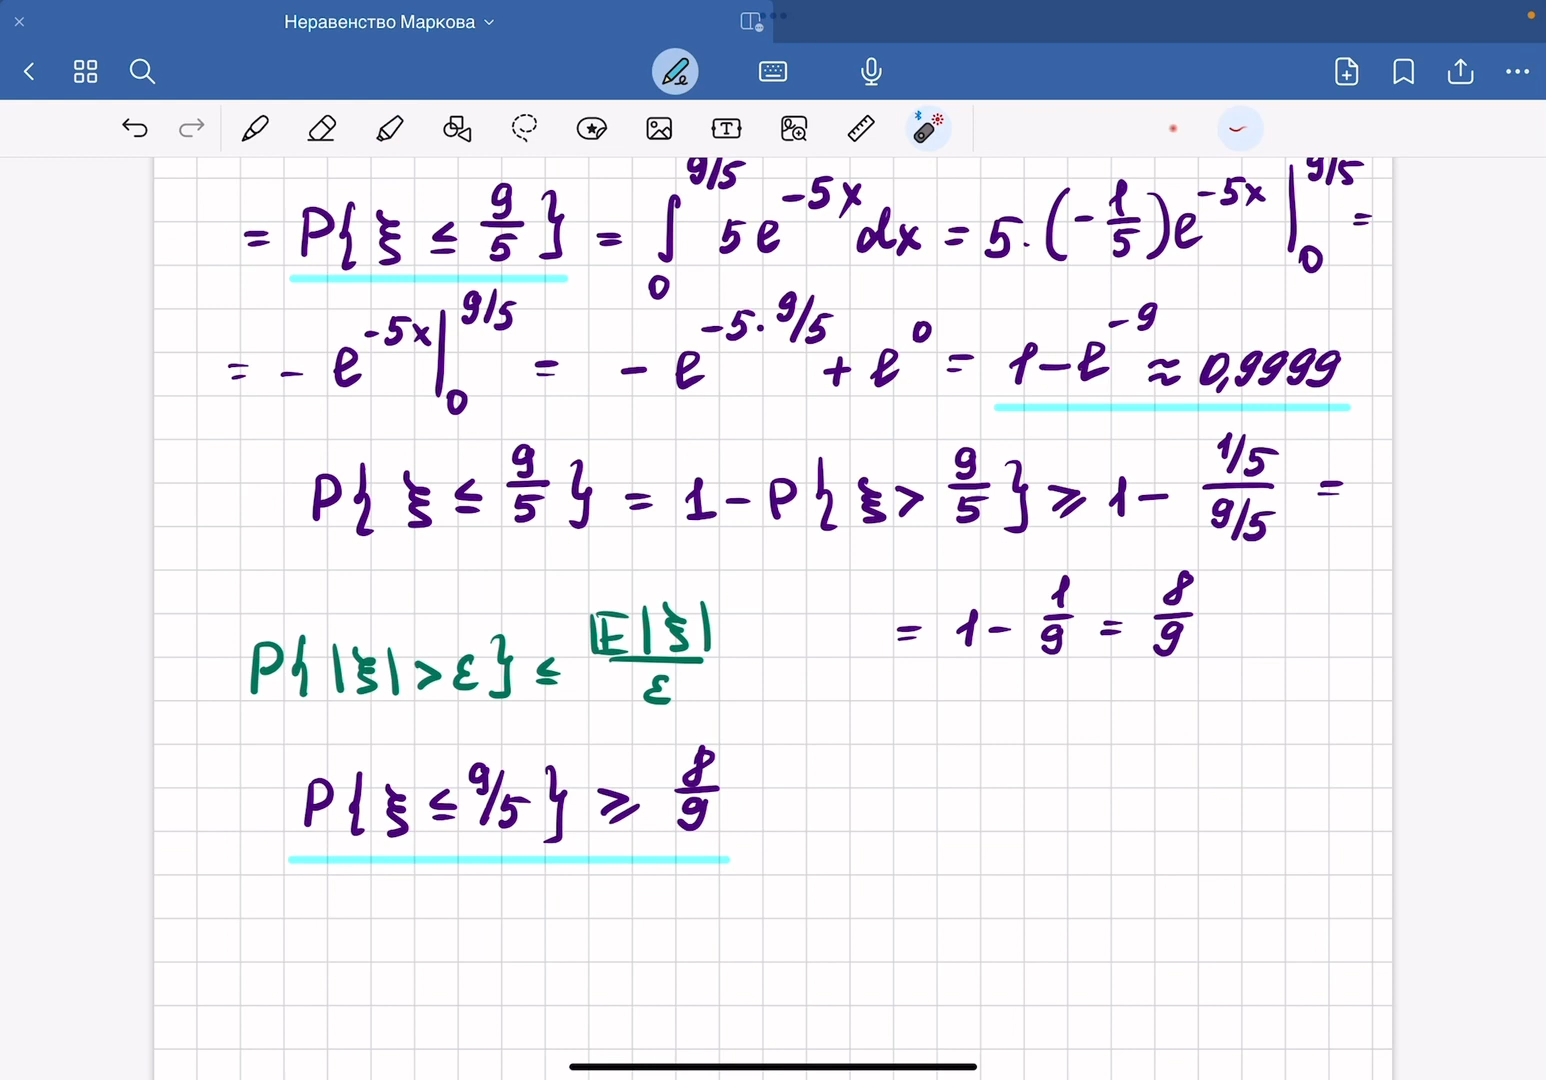 Неравенство Маркова
= P{ ξ ≤ 9/5 } = ∫₀^{9/5} 5e^{-5x} dx = 5·(-1/5)e^{-5x} |₀^{9/5} =
= - e^{-5x} |₀^{9/5} = - e^{-5·9/5} + e^0 = 1 - e^{-9} ≈ 0,9999
P{ ξ ≤ 9/5 } = 1 - P{ ξ > 9/5 } ⩾ 1 - (1/5)/(9/5) =
= 1 - 1/9 = 8/9
P{ |ξ| > ε } ≤ E|ξ|/ε
P{ ξ ≤ 9/5 } ⩾ 8/9